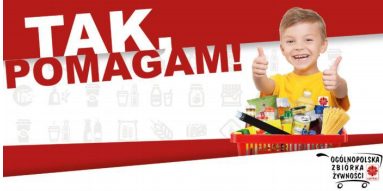 TAK,
POMAGAM!
OGÓLNOPOLSKA
ZBIÓRKA
ŻYWNOŚCI